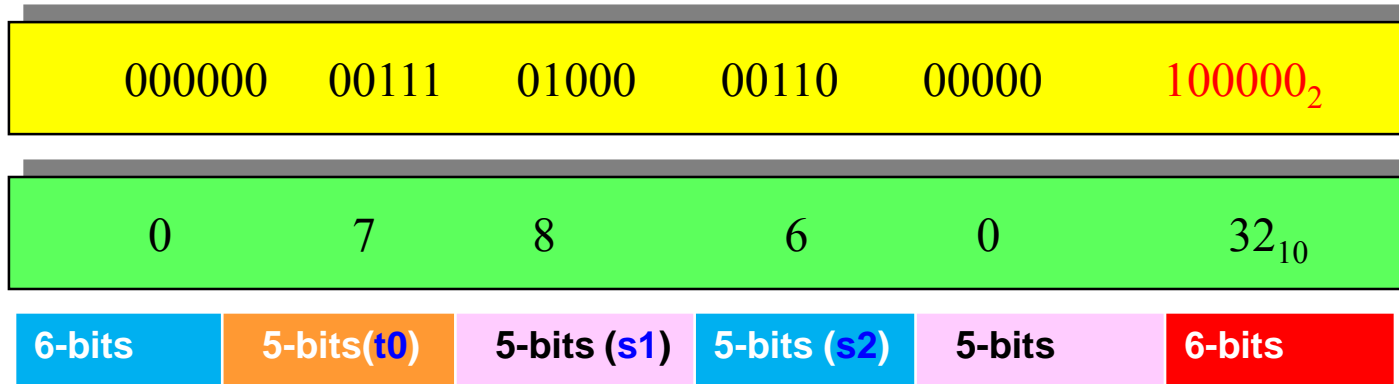 000000 00111 01000 00110 00000 100000₂
0 7 8 6 0 32₁₀
6-bits 5-bits(t0) 5-bits (s1) 5-bits (s2) 5-bits 6-bits